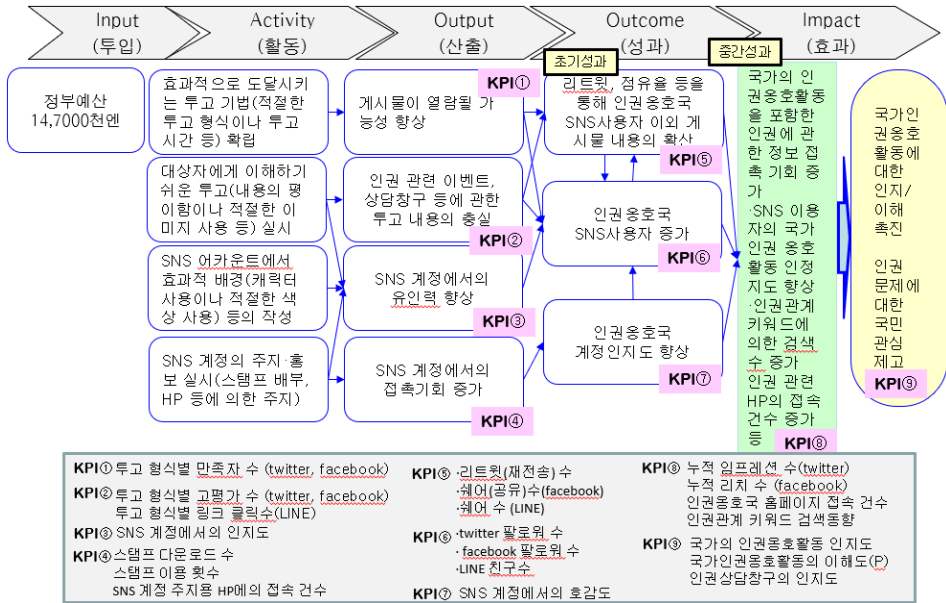 Input
(투입)
Activity
(활동)
Output
(산출)
Outcome
(성과)
Impact
(효과)
초기성과
중간성과
정부예산
14,7000천엔
효과적으로 도달시키
는 투고 기법(적절한
투고 형식이나 투고
시간 등) 확립
대상자에게 이해하기
쉬운 투고(내용의 평
이함이나 적절한 이
미지 사용 등) 실시
SNS 어카운트에서
효과적 배경(캐릭터
사용이나 적절한 색
상 사용) 등의 작성
SNS 계정의 주지·홍
보 실시(스탬프 배부,
HP 등에 의한 주지)
KPI①
게시물이 열람될 가
능성 향상
인권 관련 이벤트,
상담창구 등에 관한
투고 내용의 충실
KPI②
SNS 계정에서의
유인력 향상
KPI③
SNS 계정에서의
접촉기회 증가
KPI④
리트윗, 점유율 등을
통해 인권옹호국
SNS사용자 이외 게
시물 내용의 확산
KPI⑤
인권옹호국
SNS사용자 증가
KPI⑥
인권옹호국
계정인지도 향상
KPI⑦
국가의 인
권옹호활동
을 포함한
인권에 관
한 정보 접
촉 기회 증
가
·SNS 이용
자의 국가
인권 옹호
활동 인정
지도 향상
·인권관계
키워드에
의한 검색
수 증가
인권 관련
HP의 접속
건수 증가
등
KPI⑧
국가인
권옹호
활동에
대한
인지/
이해
촉진
인권
문제에
대한
국민
관심
제고
KPI⑨
KPI① 투고 형식별 만족자 수 (twitter, facebook)
KPI② 투고 형식별 고평가 수 (twitter, facebook)
투고 형식별 링크 클릭수(LINE)
KPI③ SNS 계정에서의 인지도
KPI④ 스탬프 다운로드 수
스탬프 이용 횟수
SNS 계정 주지용 HP에의 접속 건수
KPI⑤ ·리트윗(재전송) 수
·쉐어(공유)수(facebook)
·쉐어 수 (LINE)
KPI⑥ ·twitter 팔로워 수
· facebook 팔로워 수
·LINE 친구수
KPI⑦ SNS 계정에서의 호감도
KPI⑧ 누적 임프레션 수(twitter)
누적 리치 수 (facebook)
인권옹호국 홈페이지 접속 건수
인권관계 키워드 검색동향
KPI⑨ 국가의 인권옹호활동 인지도
국가인권옹호활동의 이해도(P)
인권상담창구의 인지도